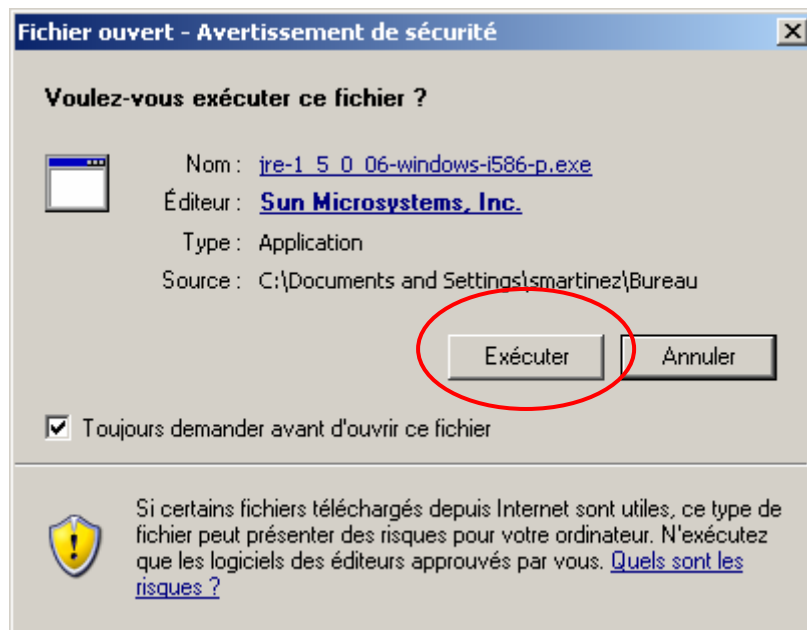 Fichier ouvert - Avertissement de sécurité
Voulez-vous exécuter ce fichier ?
Nom : jre-1_5_0_06-windows-i586-p.exe
Éditeur : Sun Microsystems, Inc.
Type : Application
Source : C:\Documents and Settings\smartinez\Bureau
Exécuter Annuler
Toujours demander avant d'ouvrir ce fichier
Si certains fichiers téléchargés depuis Internet sont utiles, ce type de
fichier peut présenter des risques pour votre ordinateur. N'exécutez
que les logiciels des éditeurs approuvés par vous. Quels sont les
risques ?